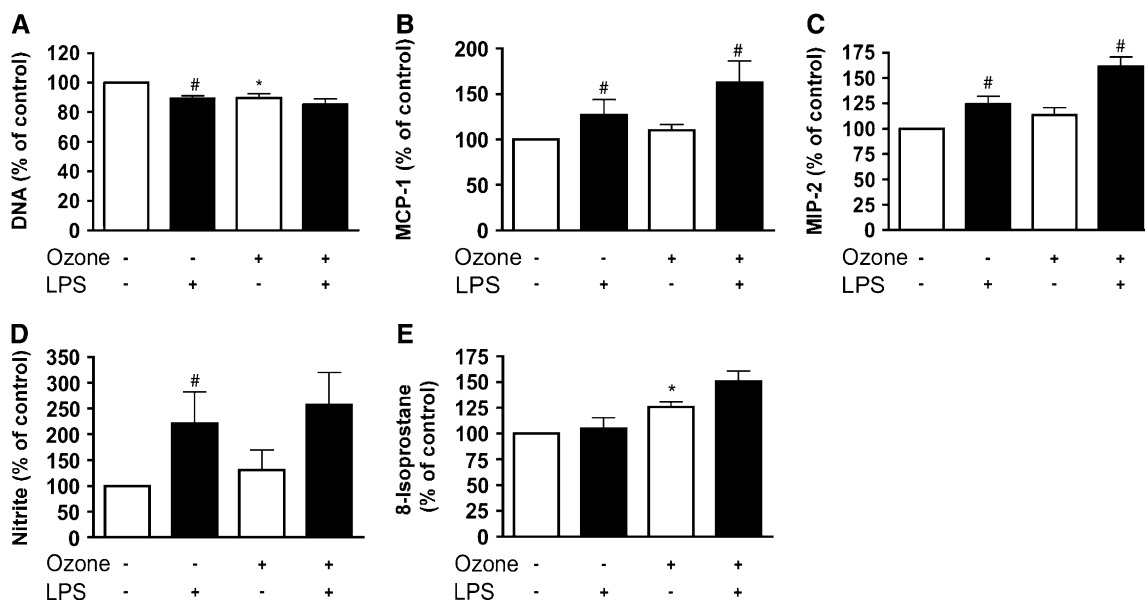 A
DNA (% of control)
120
100
80
60
40
20
0
#
*
Ozone - - + +
LPS - + - +
B
MCP-1 (% of control)
200
150
100
50
0
#
#
- - + +
- + - +
C
MIP-2 (% of control)
175
150
125
100
75
50
25
0
#
#
Ozone - - + +
LPS - + - +
D
Nitrite (% of control)
350
300
250
200
150
100
50
0
#
Ozone - - + +
LPS - + - +
E
8-Isoprostane
(% of control)
175
150
125
100
75
50
25
0
*
Ozone - - + +
LPS - + - +